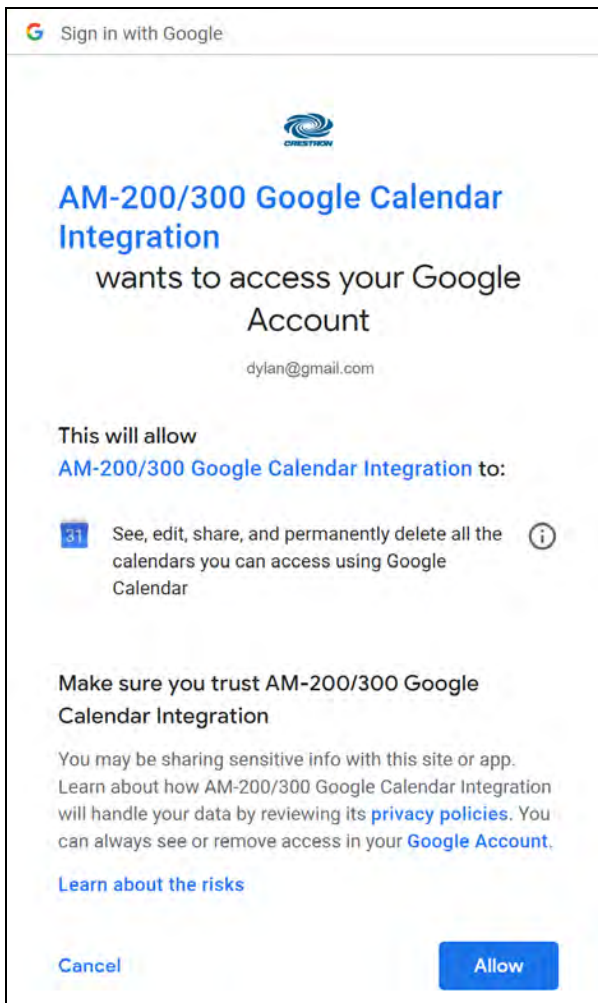 Sign in with Google
CRESTRON
AM-200/300 Google Calendar
Integration
wants to access your Google
Account
dylan@gmail.com
This will allow
AM-200/300 Google Calendar Integration to:
31
See, edit, share, and permanently delete all the
calendars you can access using Google
Calendar
Make sure you trust AM-200/300 Google
Calendar Integration
You may be sharing sensitive info with this site or app.
Learn about how AM-200/300 Google Calendar Integration
will handle your data by reviewing its privacy policies. You
can always see or remove access in your Google Account.
Learn about the risks
Cancel
Allow